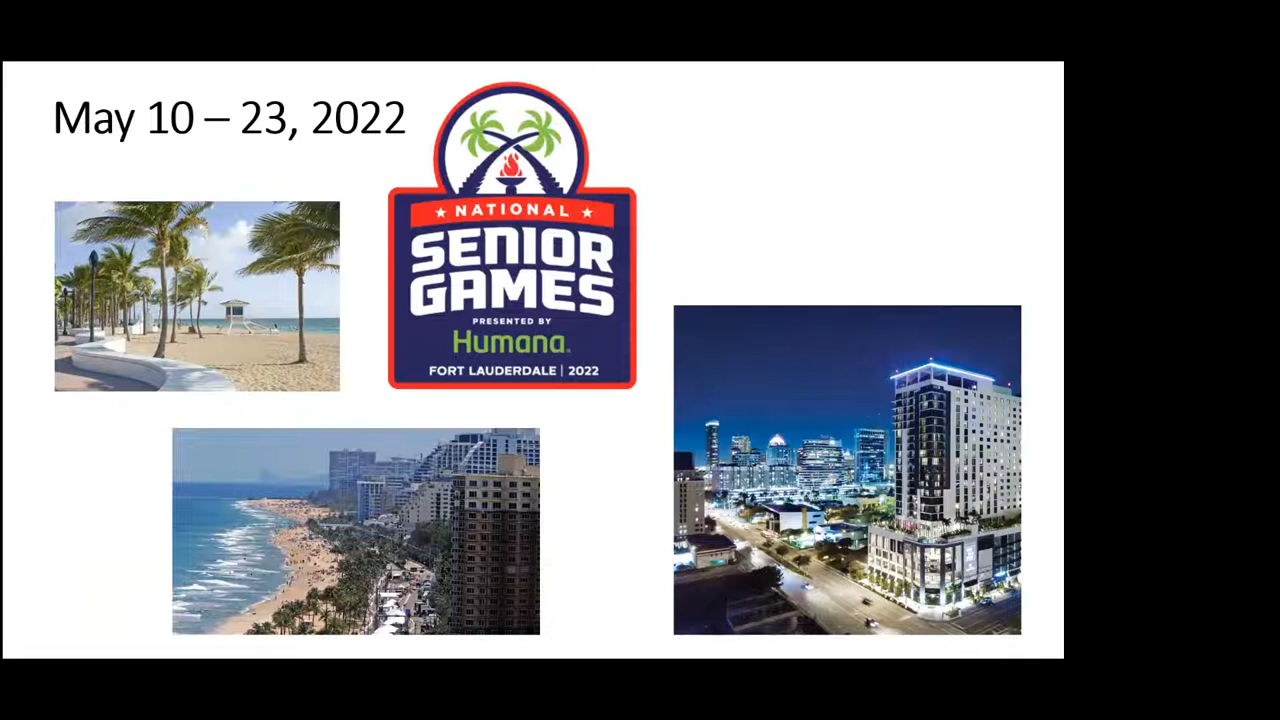 May 10 – 23, 2022
★ NATIONAL ★
SENIOR
GAMES
PRESENTED BY
Humana.
FORT LAUDERDALE | 2022